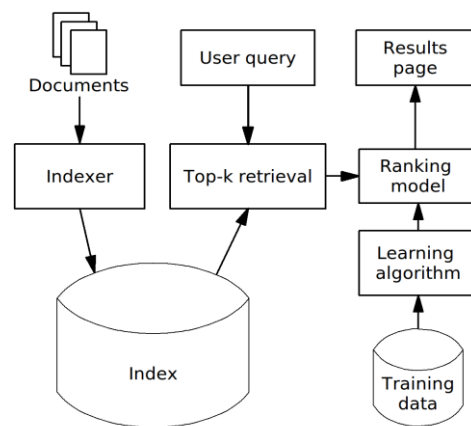 Documents
User query
Results
page
Indexer
Top-k retrieval
Ranking
model
Learning
algorithm
Index
Training
data